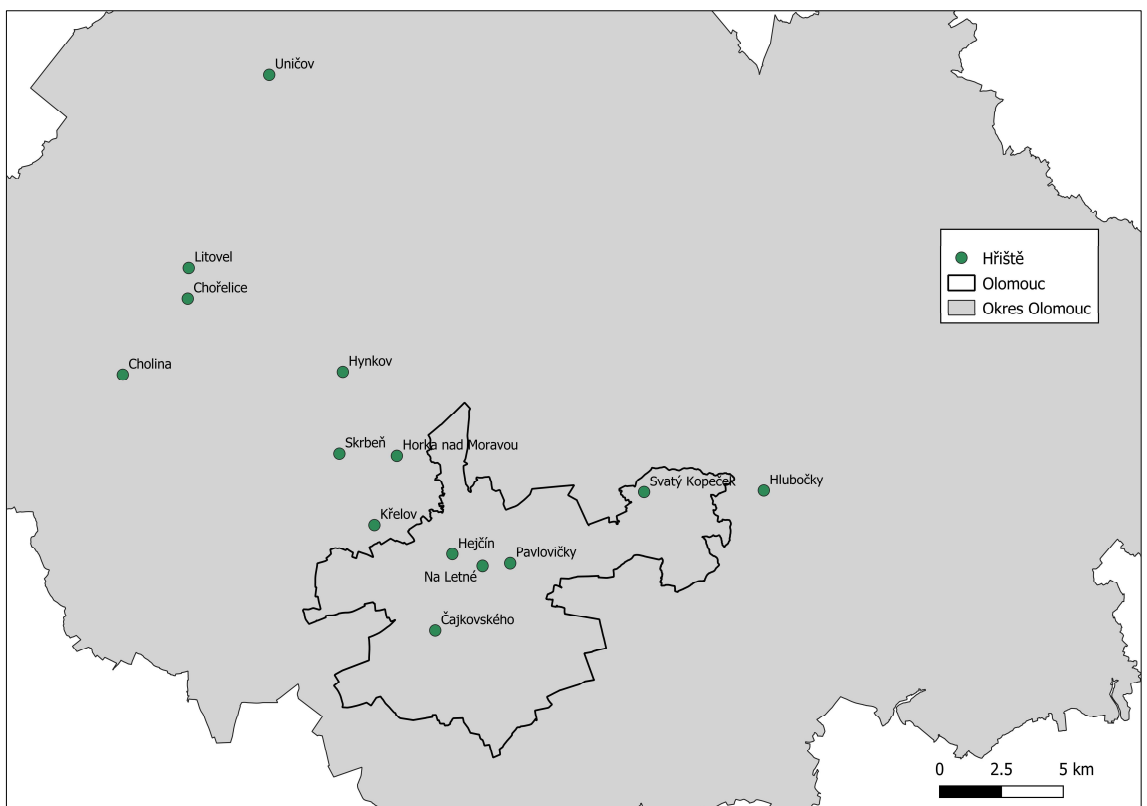 Uničov
Litovel
Chořelice
Cholina
Hynkov
Skrbeň
Horka nad Moravou
Svatý Kopeček
Hlubočky
Křelov
Hejčín
Pavlovičky
Na Letné
Čajkovského
Hřiště
Olomouc
Okres Olomouc
0 2.5 5 km